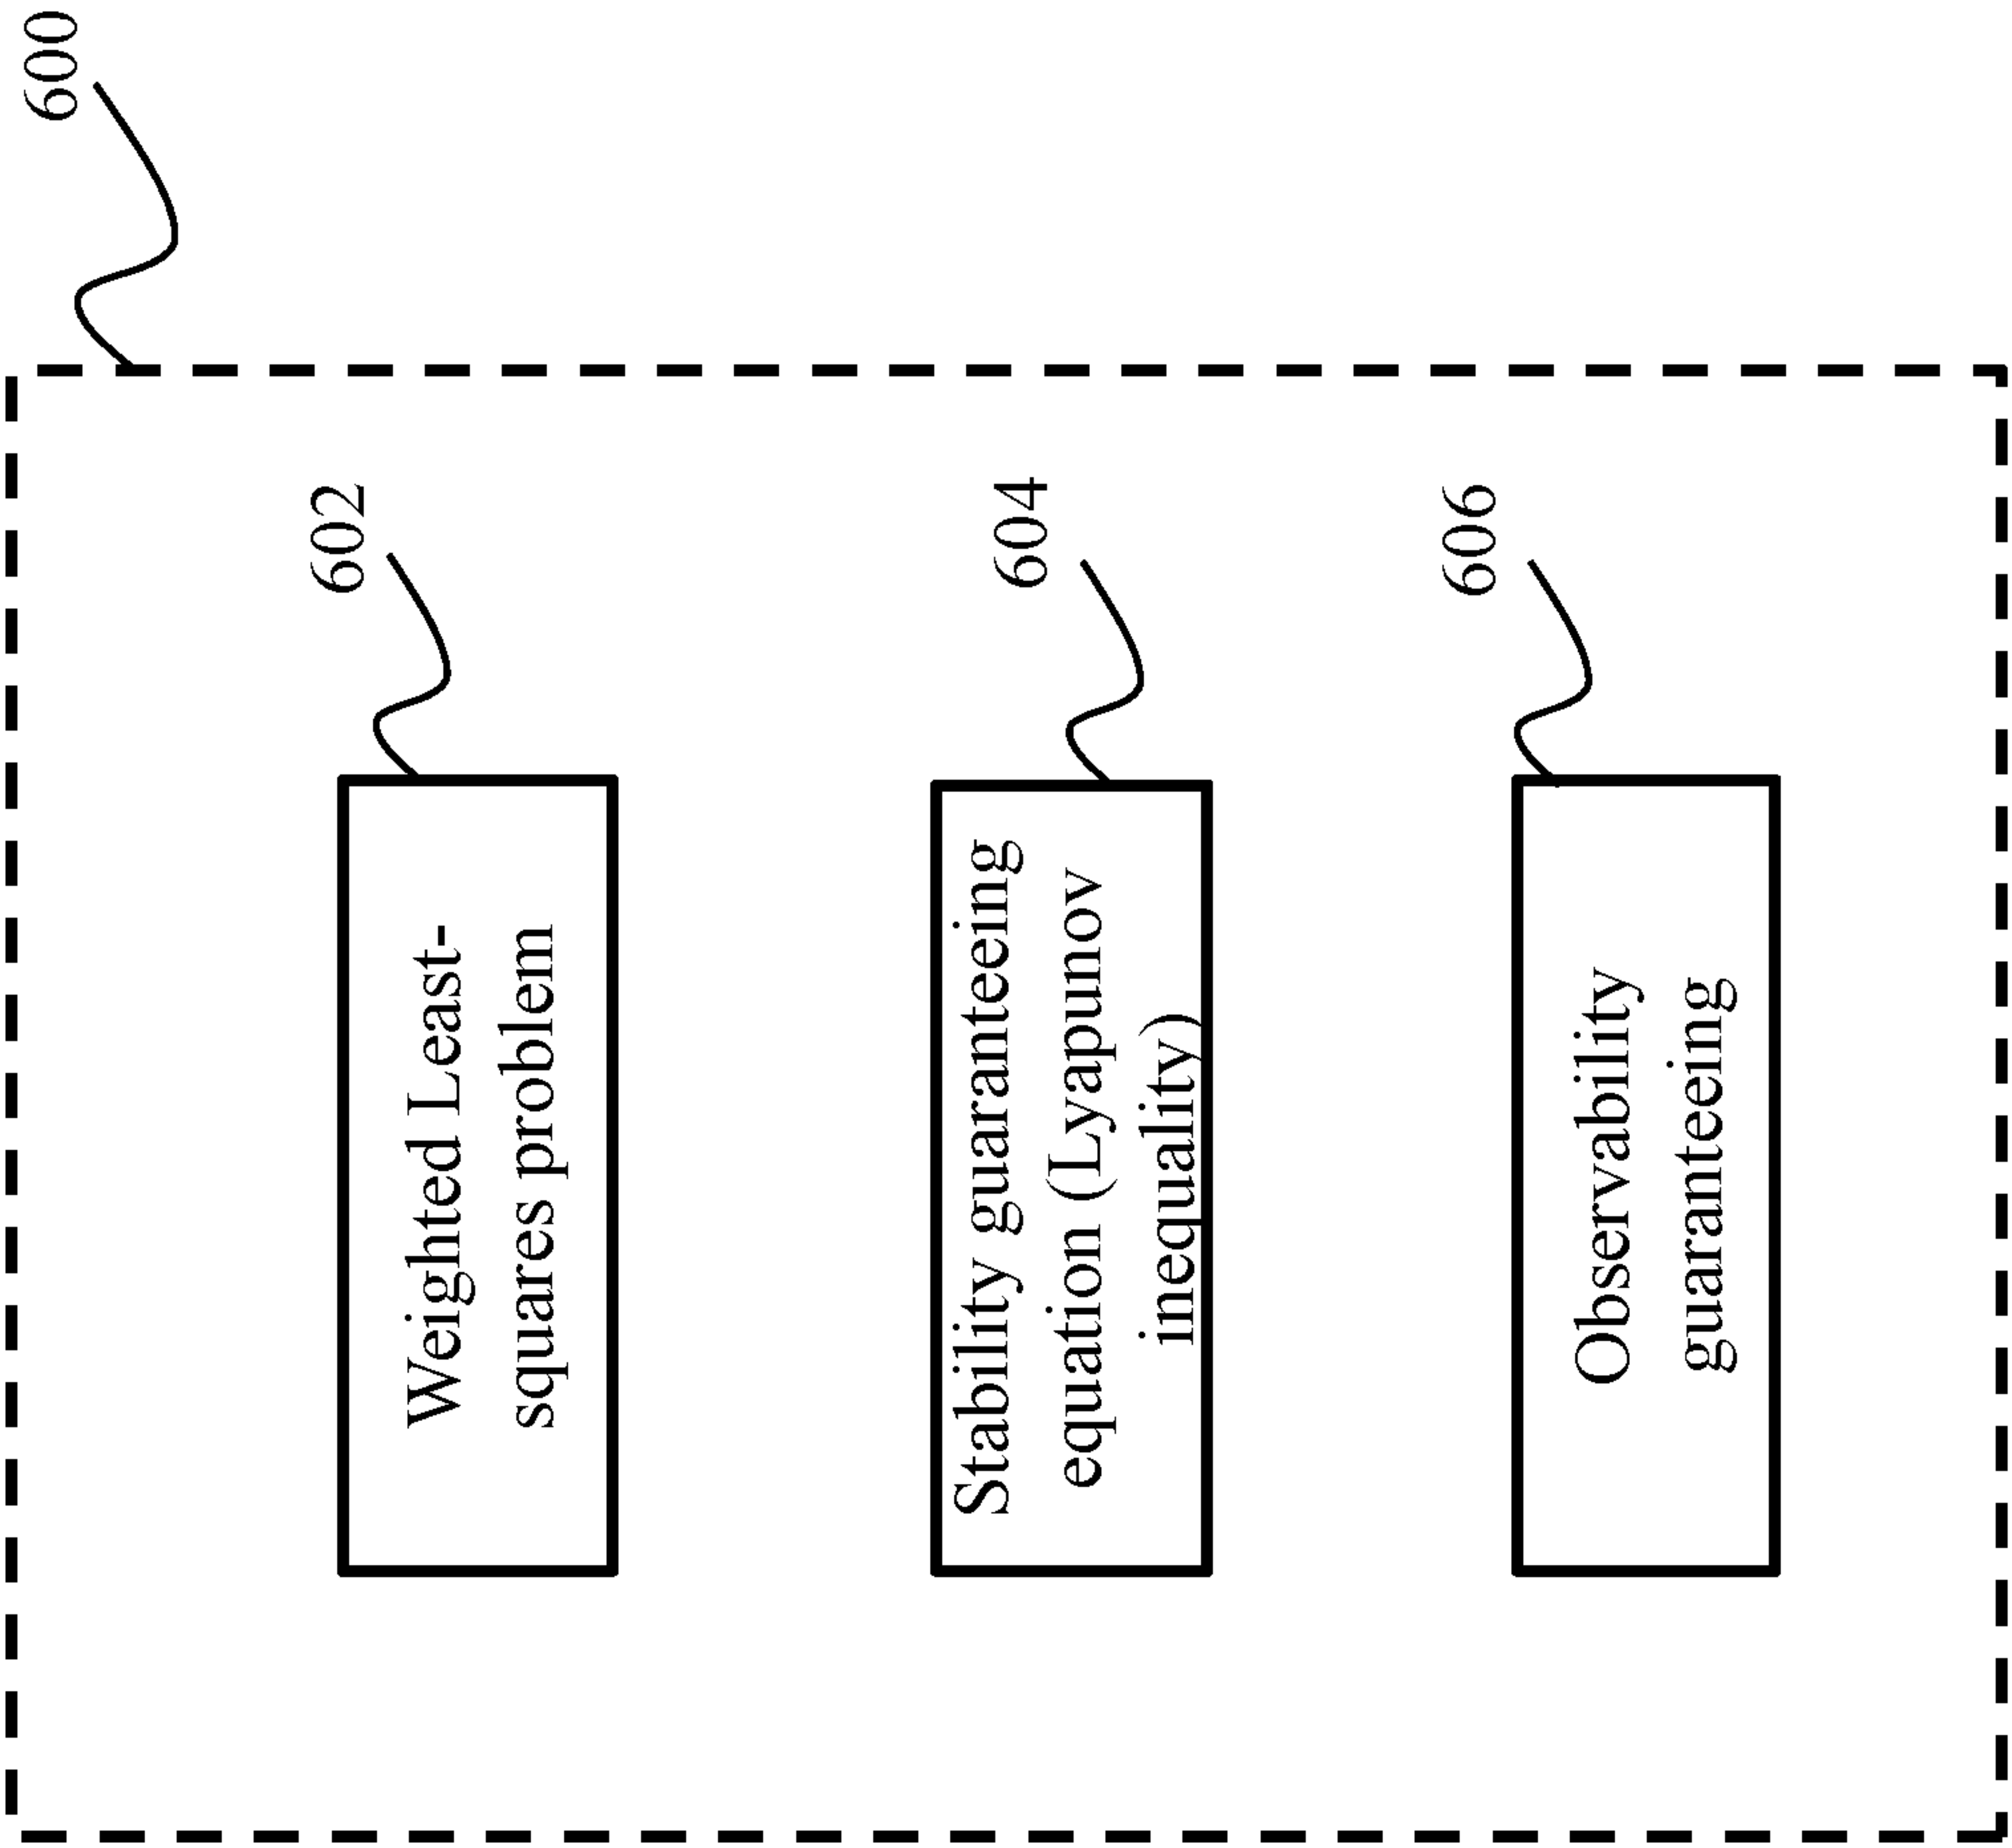 600
602
Weighted Least-
squares problem
604
Stability guaranteeing
equation (Lyapunov
inequality)
606
Observability
guaranteeing